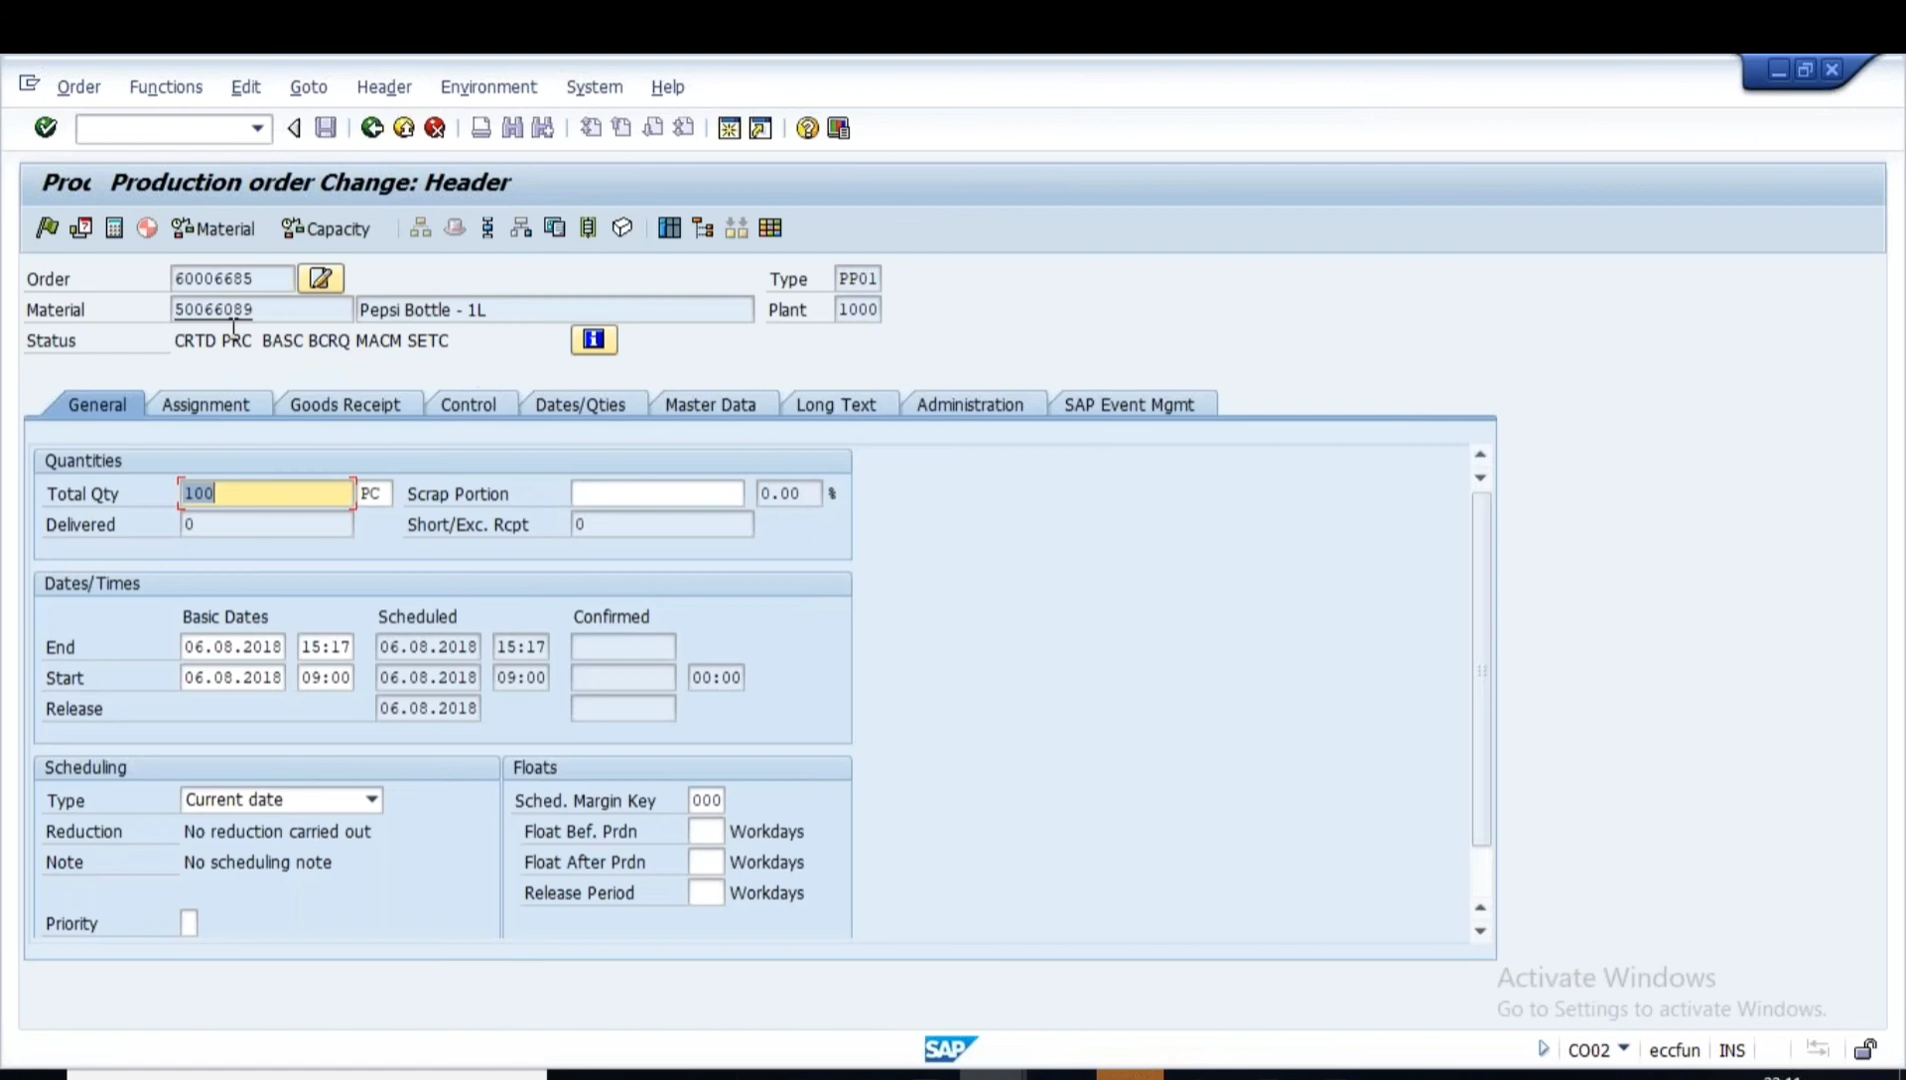 Order Functions Edit Goto Header Environment System Help
Proc Production order Change: Header
Material Capacity
Order 60006685 Type PP01
Material 50066089 Pepsi Bottle - 1L Plant 1000
Status CRTD PRC BASC BCRQ MACM SETC
General Assignment Goods Receipt Control Dates/Qties Master Data Long Text Administration SAP Event Mgmt
Quantities
Total Qty 100 PC Scrap Portion 0.00 %
Delivered 0 Short/Exc. Rcpt 0
Dates/Times
Basic Dates Scheduled Confirmed
End 06.08.2018 15:17 06.08.2018 15:17
Start 06.08.2018 09:00 06.08.2018 09:00 00:00
Release 06.08.2018
Scheduling Floats
Type Current date Sched. Margin Key 000
Reduction No reduction carried out Float Bef. Prdn Workdays
Note No scheduling note Float After Prdn Workdays
Release Period Workdays
Priority
Activate Windows
Go to Settings to activate Windows.
SAP CO02 eccfun INS